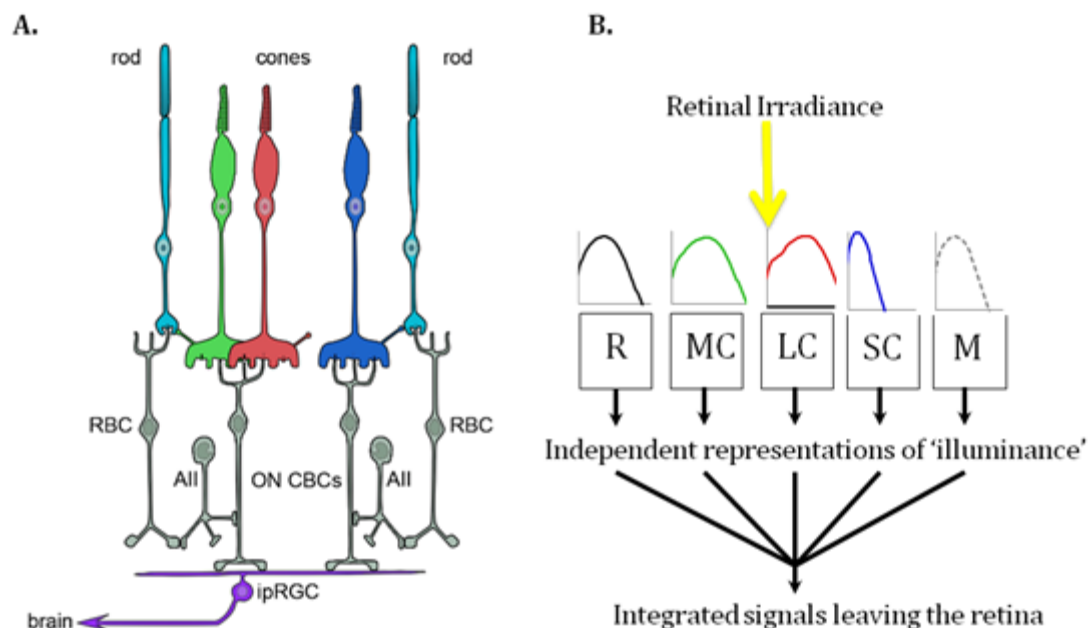 A.
rod
cones
rod
RBC
AII
ON CBCs
AII
RBC
ipRGC
brain
B.
Retinal Irradiance
R
MC
LC
SC
M
Independent representations of 'illuminance'
Integrated signals leaving the retina